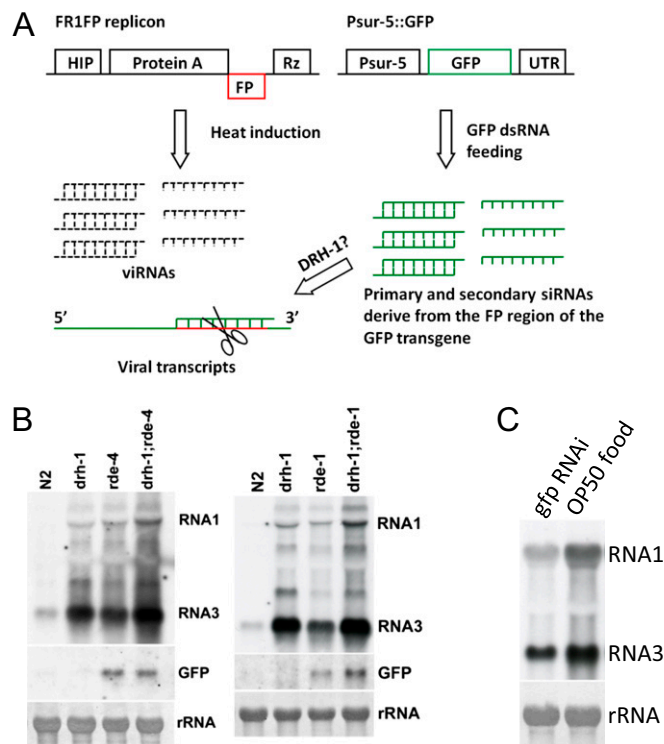 A
FR1FP replicon
Psur-5::GFP
HIP
Protein A
Rz
FP
Psur-5
GFP
UTR
Heat induction
GFP dsRNA
feeding
viRNAs
DRH-1?
Primary and secondary siRNAs
derive from the FP region of the
GFP transgene
5’
3’
Viral transcripts
B
N2
drh-1
rde-4
drh-1;rde-4
RNA1
RNA3
GFP
rRNA
N2
drh-1
rde-1
drh-1;rde-1
RNA1
RNA3
GFP
rRNA
C
gfp RNAi
OP50 food
RNA1
RNA3
rRNA